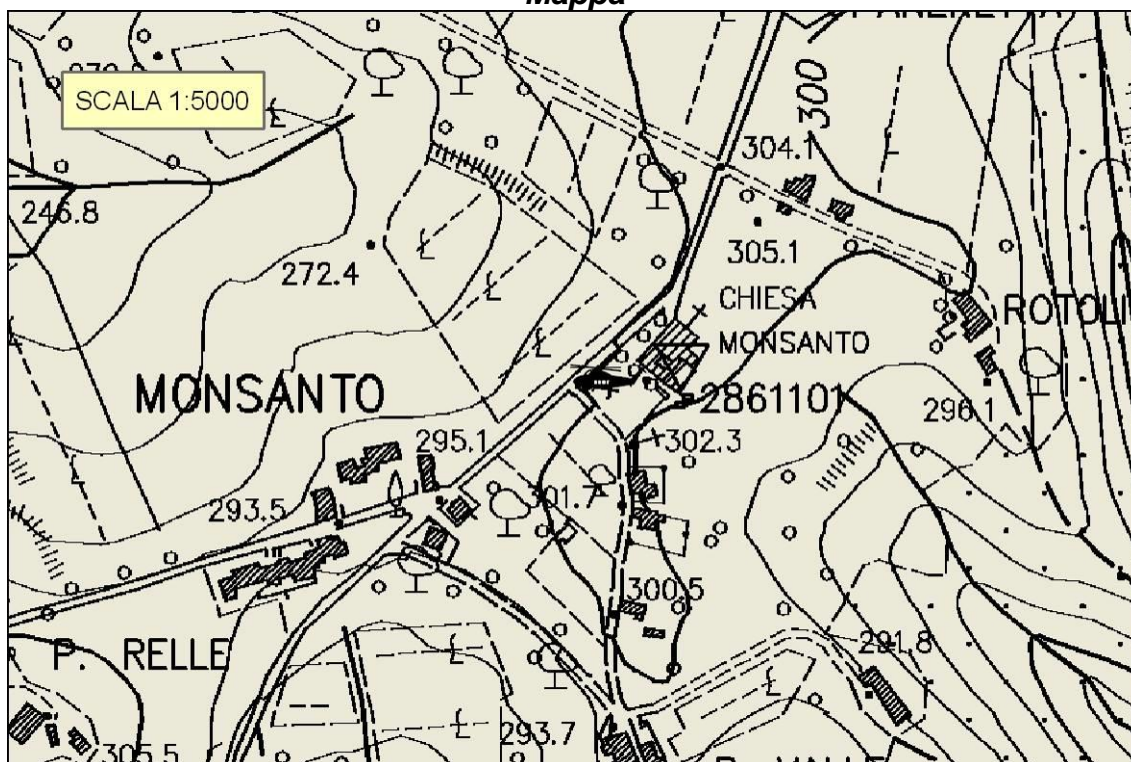 Mappa
SCALA 1:5000
300
304.1
246.8
272.4
305.1
CHIESA
ROTOLI
MONSANTO
MONSANTO
2861101
296.1
295.1
302.3
293.5
301.7
300.5
291.8
P. RELLE
293.7
305.5